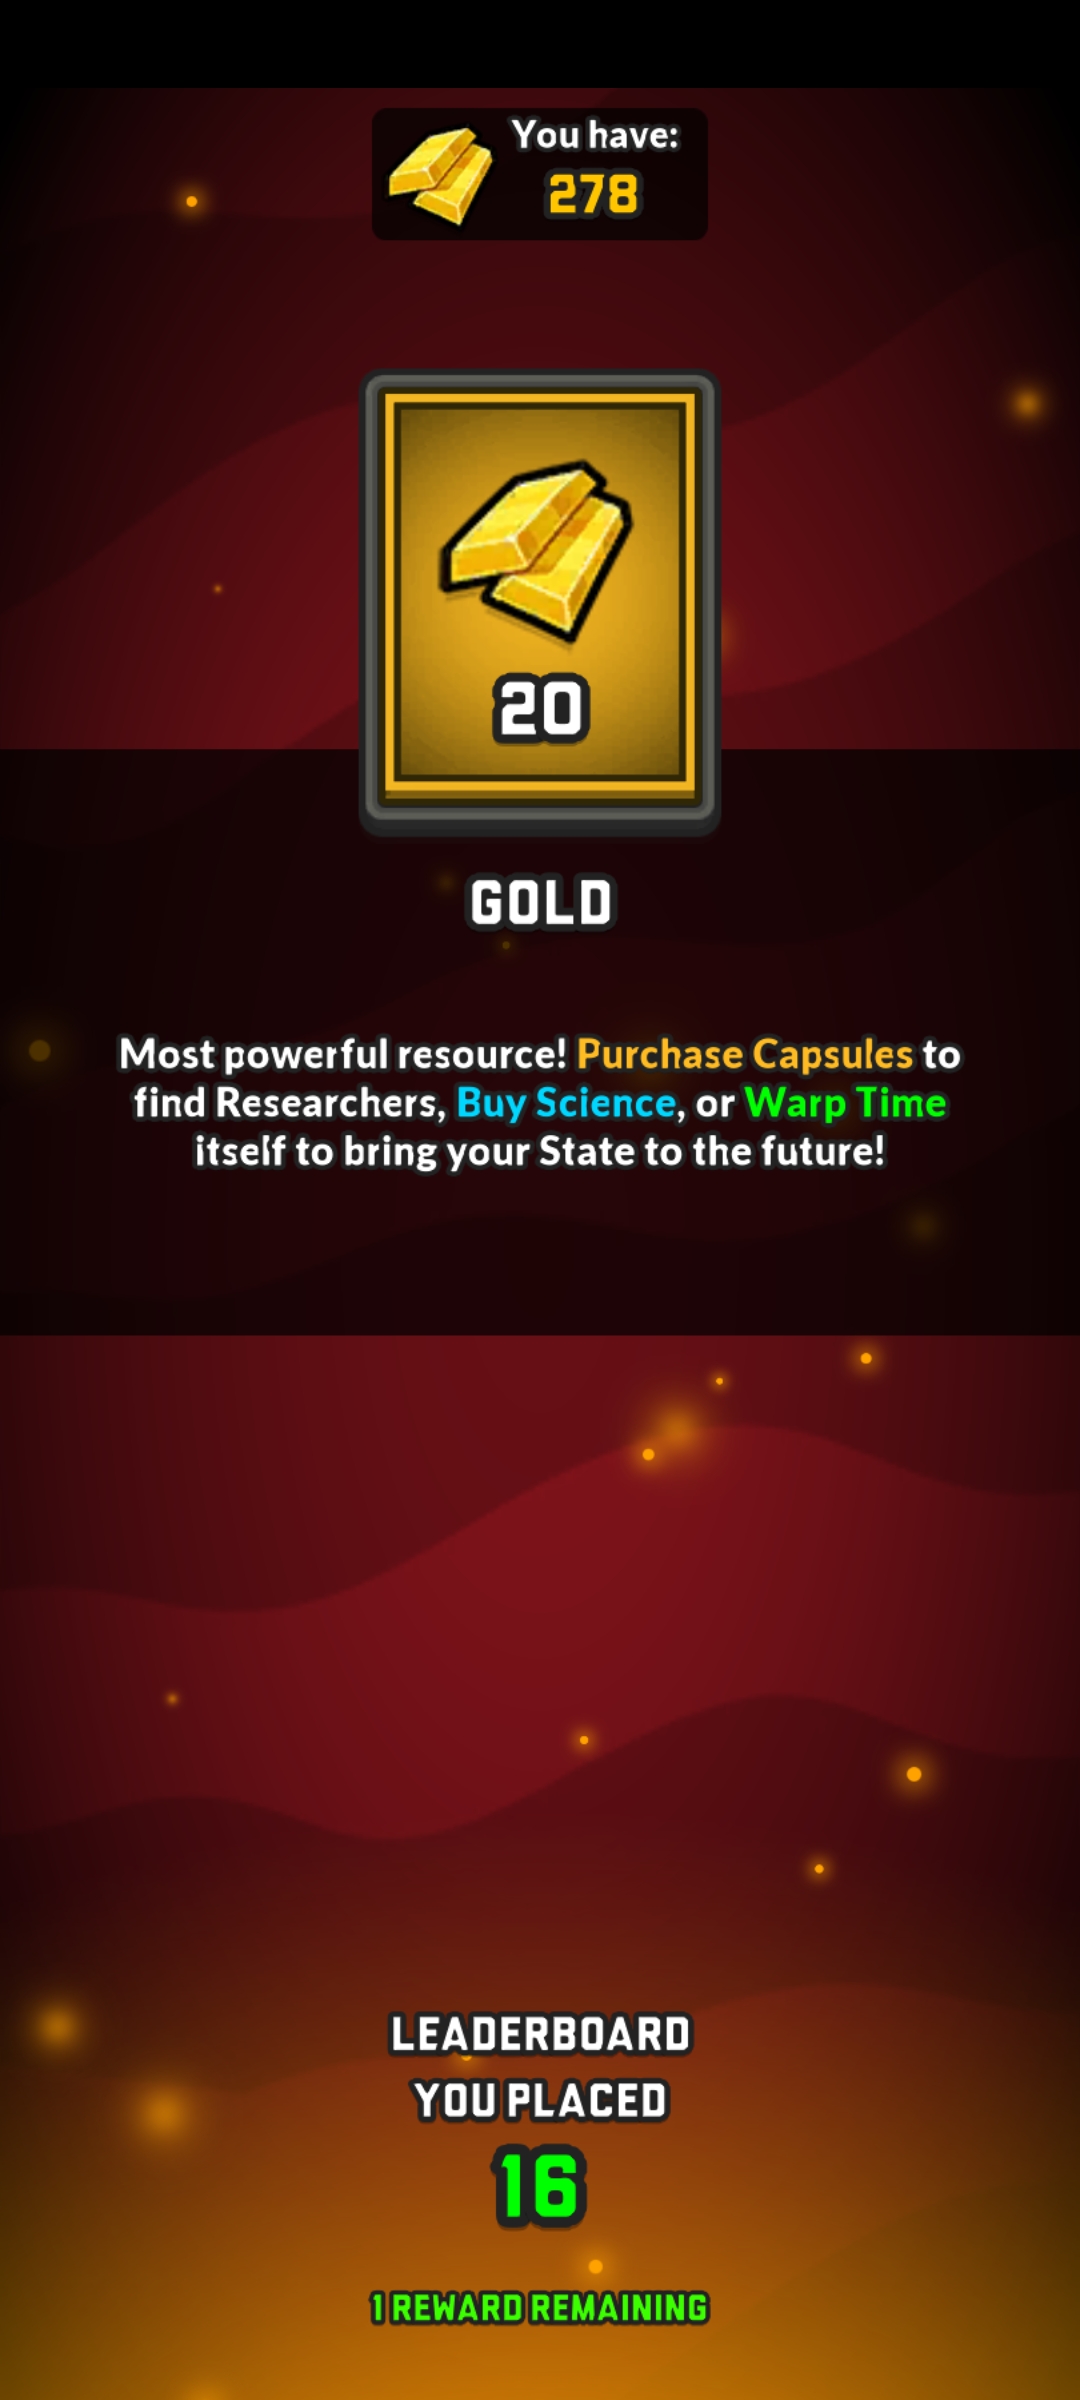 You have:
278
20
GOLD
Most powerful resource! Purchase Capsules to
find Researchers, Buy Science, or Warp Time
itself to bring your State to the future!
LEADERBOARD
YOU PLACED
16
1 REWARD REMAINING